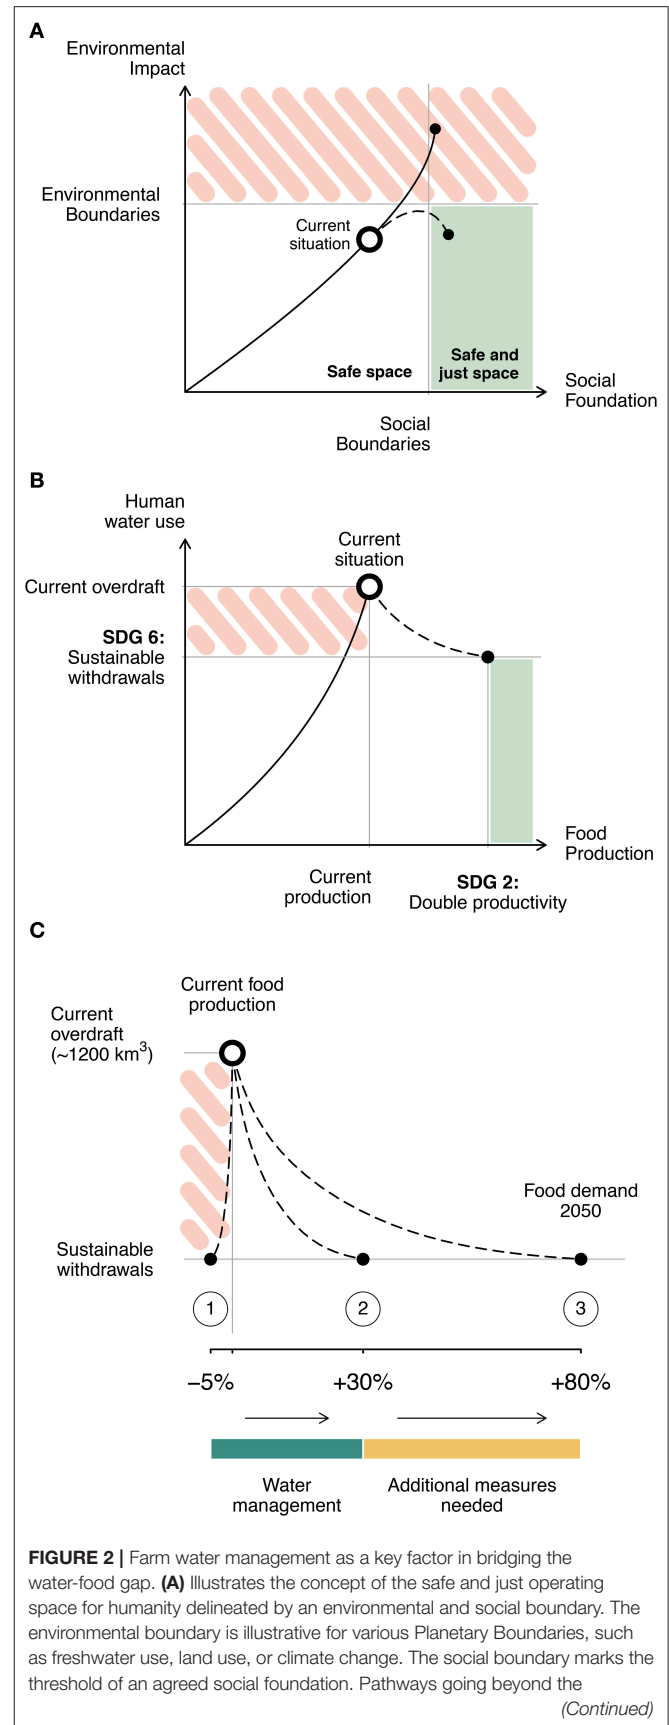 A
Environmental
Impact
Environmental
Boundaries
Current
situation
Safe space
Safe and
just space
Social
Foundation
Social
Boundaries
B
Human
water use
Current
situation
Current overdraft
SDG 6:
Sustainable
withdrawals
Food
Production
Current
production
SDG 2:
Double productivity
C
Current food
production
Current
overdraft
(~1200 km³)
Food demand
2050
Sustainable
withdrawals
1
2
3
–5%
+30%
+80%
Water
management
Additional measures
needed
FIGURE 2 | Farm water management as a key factor in bridging the
water-food gap. (A) Illustrates the concept of the safe and just operating
space for humanity delineated by an environmental and social boundary. The
environmental boundary is illustrative for various Planetary Boundaries, such
as freshwater use, land use, or climate change. The social boundary marks the
threshold of an agreed social foundation. Pathways going beyond the
(Continued)